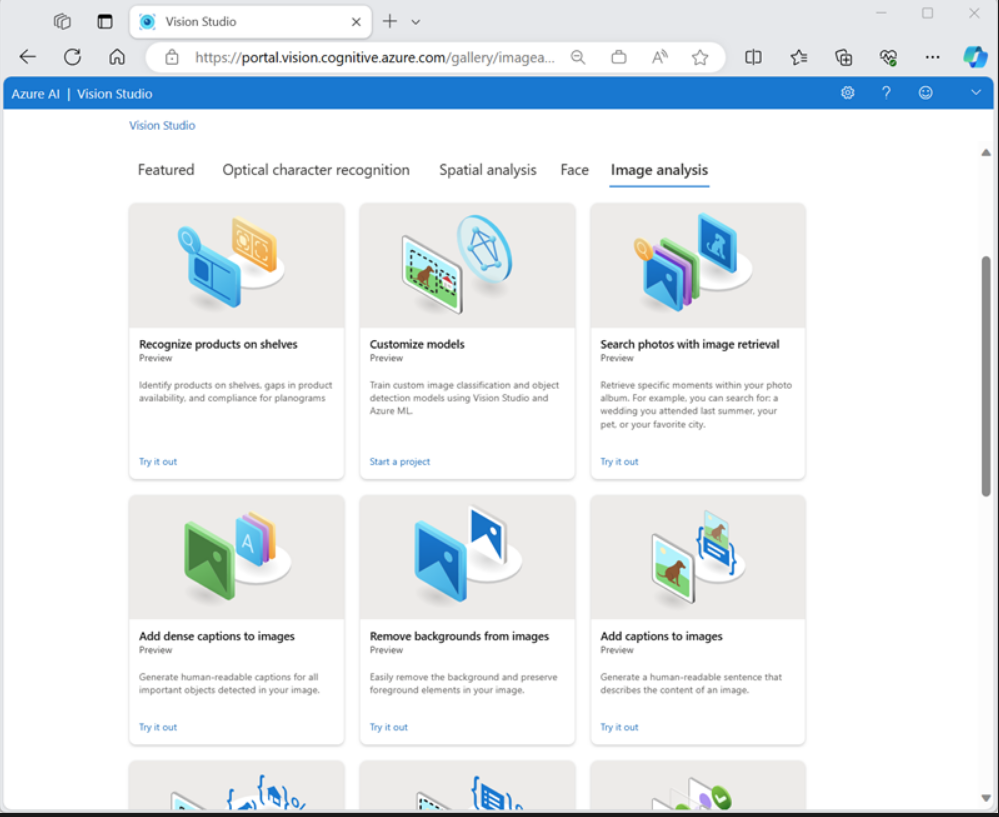 Vision Studio
https://portal.vision.cognitive.azure.com/gallery/imagea...
Azure AI | Vision Studio
Vision Studio
Featured Optical character recognition Spatial analysis Face Image analysis
Recognize products on shelves
Preview
Identify products on shelves, gaps in product
availability, and compliance for planograms
Try it out
Customize models
Preview
Train custom image classification and object
detection models using Vision Studio and
Azure ML.
Start a project
Search photos with image retrieval
Preview
Retrieve specific moments within your photo
album. For example, you can search for: a
wedding you attended last summer, your
pet, or your favorite city.
Try it out
A
Add dense captions to images
Preview
Generate human-readable captions for all
important objects detected in your image.
Try it out
Remove backgrounds from images
Preview
Easily remove the background and preserve
foreground elements in your image.
Try it out
Add captions to images
Preview
Generate a human-readable sentence that
describes the content of an image.
Try it out